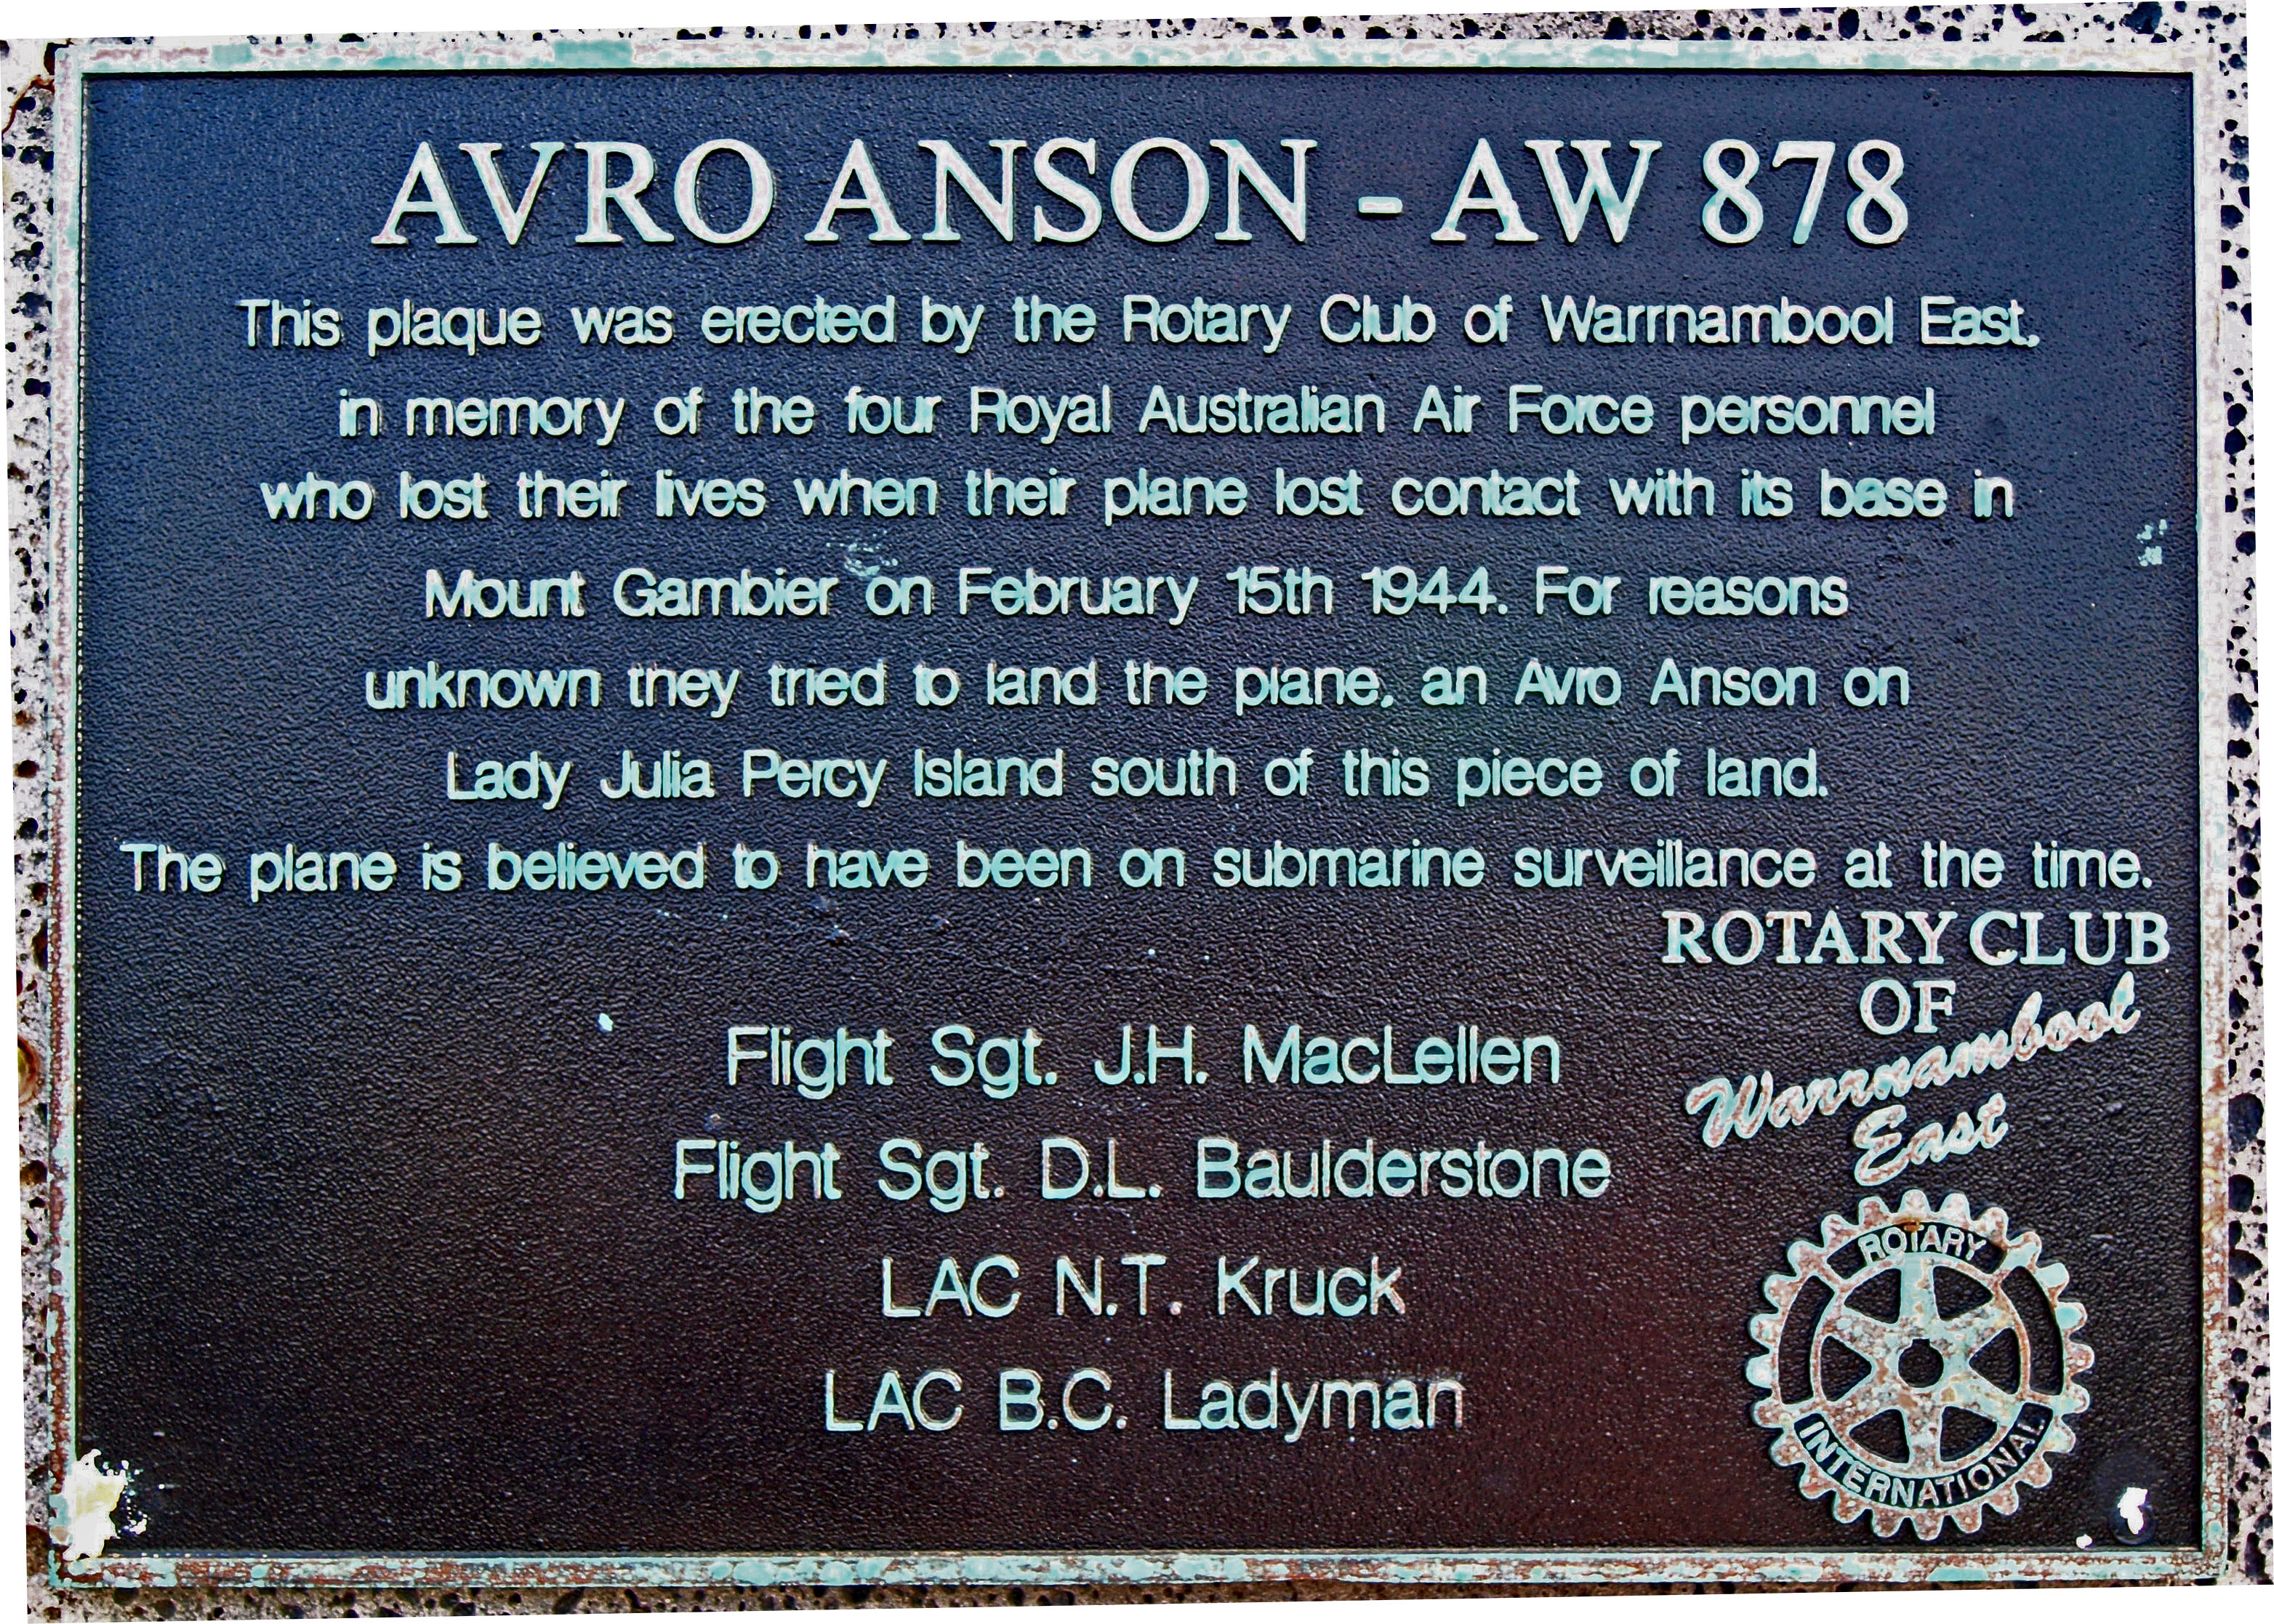 AVRO ANSON - AW 878
This plaque was erected by the Rotary Club of Warrnambool East,
in memory of the four Royal Australian Air Force personnel
who lost their lives when their plane lost contact with its base in
Mount Gambier on February 15th 1944. For reasons
unknown they tried to land the plane, an Avro Anson on
Lady Julia Percy Island south of this piece of land.
The plane is believed to have been on submarine surveillance at the time.
ROTARY CLUB
OF
Warrnambool
East
Flight Sgt. J.H. MacLellen
Flight Sgt. D.L. Baulderstone
LAC N.T. Kruck
LAC B.C. Ladyman
ROTARY
INTERNATIONAL